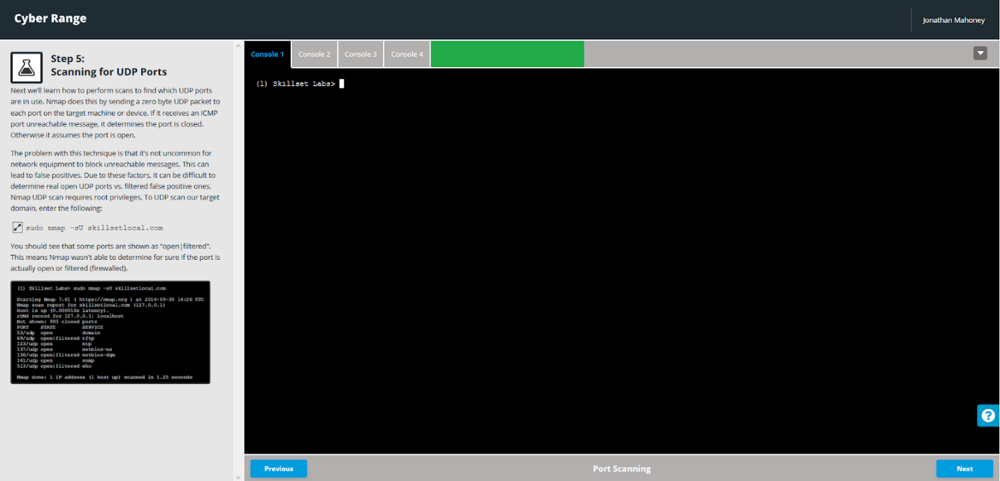 Cyber Range
Jonathan Mahoney
Step 5:
Scanning for UDP Ports
Next we'll learn how to perform scans to find which UDP ports
are in use. Nmap does this by sending a zero byte UDP packet to
each port on the target machine or device. If it receives an ICMP
port unreachable message, it determines the port is closed.
Otherwise it assumes the port is open.
The problem with this technique is that it's not uncommon for
network equipment to block unreachable messages. This can
lead to false positives. Due to these factors, it can be difficult to
determine real open UDP ports vs. filtered false positive ones.
Nmap UDP scan requires root privileges. To UDP scan our target
domain, enter the following:
sudo nmap -sU skillsetlocal.com
You should see that some ports are shown as "open|filtered".
This means Nmap wasn't able to determine for sure if the port is
actually open or filtered (firewalled).
(1) Skillset Labs> sudo nmap -sU skillsetlocal.com
Starting Nmap 7.01 ( https://nmap.org ) at 2016-09-30 16:26 UTC
Nmap scan report for skillsetlocal.com (127.0.0.1)
Host is up (0.000010s latency).
rDNS record for 127.0.0.1: localhost
Not shown: 993 closed ports
PORT STATE SERVICE
53/udp open domain
69/udp open|filtered tftp
123/udp open ntp
137/udp open netbios-ns
138/udp open|filtered netbios-dgm
161/udp open snmp
513/udp open|filtered who
Nmap done: 1 IP address (1 host up) scanned in 1.25 seconds
Console 1 Console 2 Console 3 Console 4
(1) Skillset Labs>
?
Previous Port Scanning Next